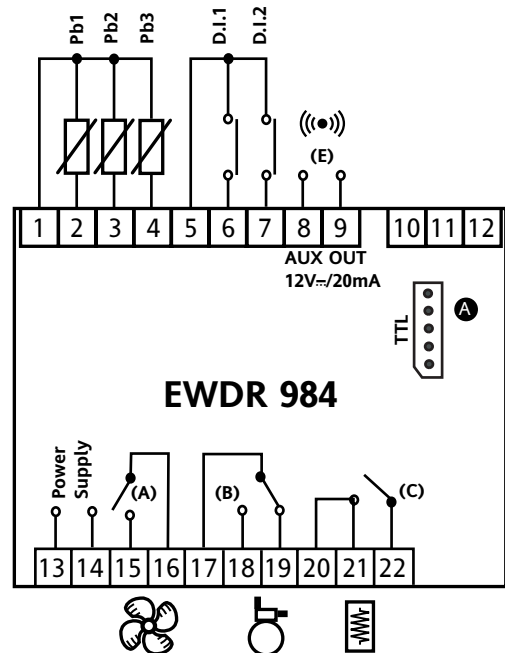 Pb1 Pb2 Pb3 D.I.1 D.I.2
(E)
1 2 3 4 5 6 7 8 9 10 11 12
AUX OUT
12V⎓/20mA
TTL
A
EWDR 984
Power
Supply
(A) (B) (C)
13 14 15 16 17 18 19 20 21 22